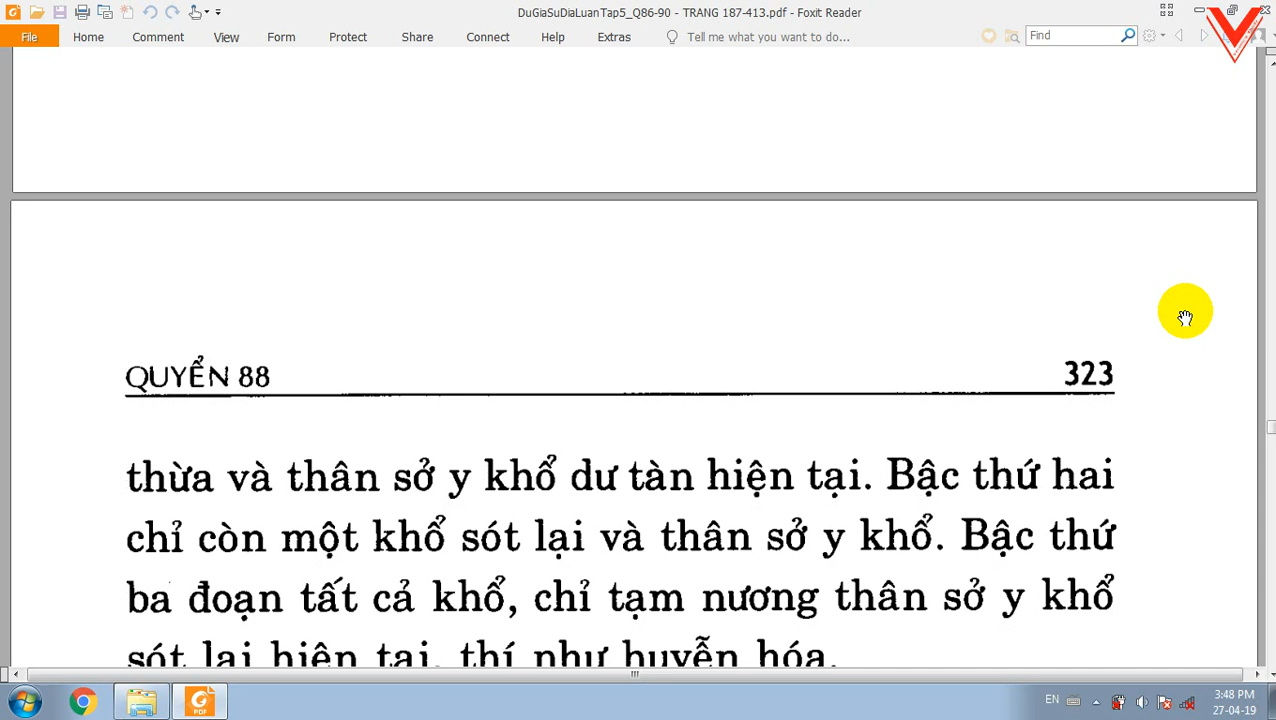 DuGiaSuDiaLuanTap5_Q86-90 - TRANG 187-413.pdf - Foxit Reader
File Home Comment View Form Protect Share Connect Help Extras Tell me what you want to do... Find
QUYỂN 88 323
thừa và thân sở y khổ dư tàn hiện tại. Bậc thứ hai
chỉ còn một khổ sót lại và thân sở y khổ. Bậc thứ
ba đoạn tất cả khổ, chỉ tạm nương thân sở y khổ
sót lại hiện tại, thí như huyễn hóa.
PDF
EN 3:48 PM
27-04-19